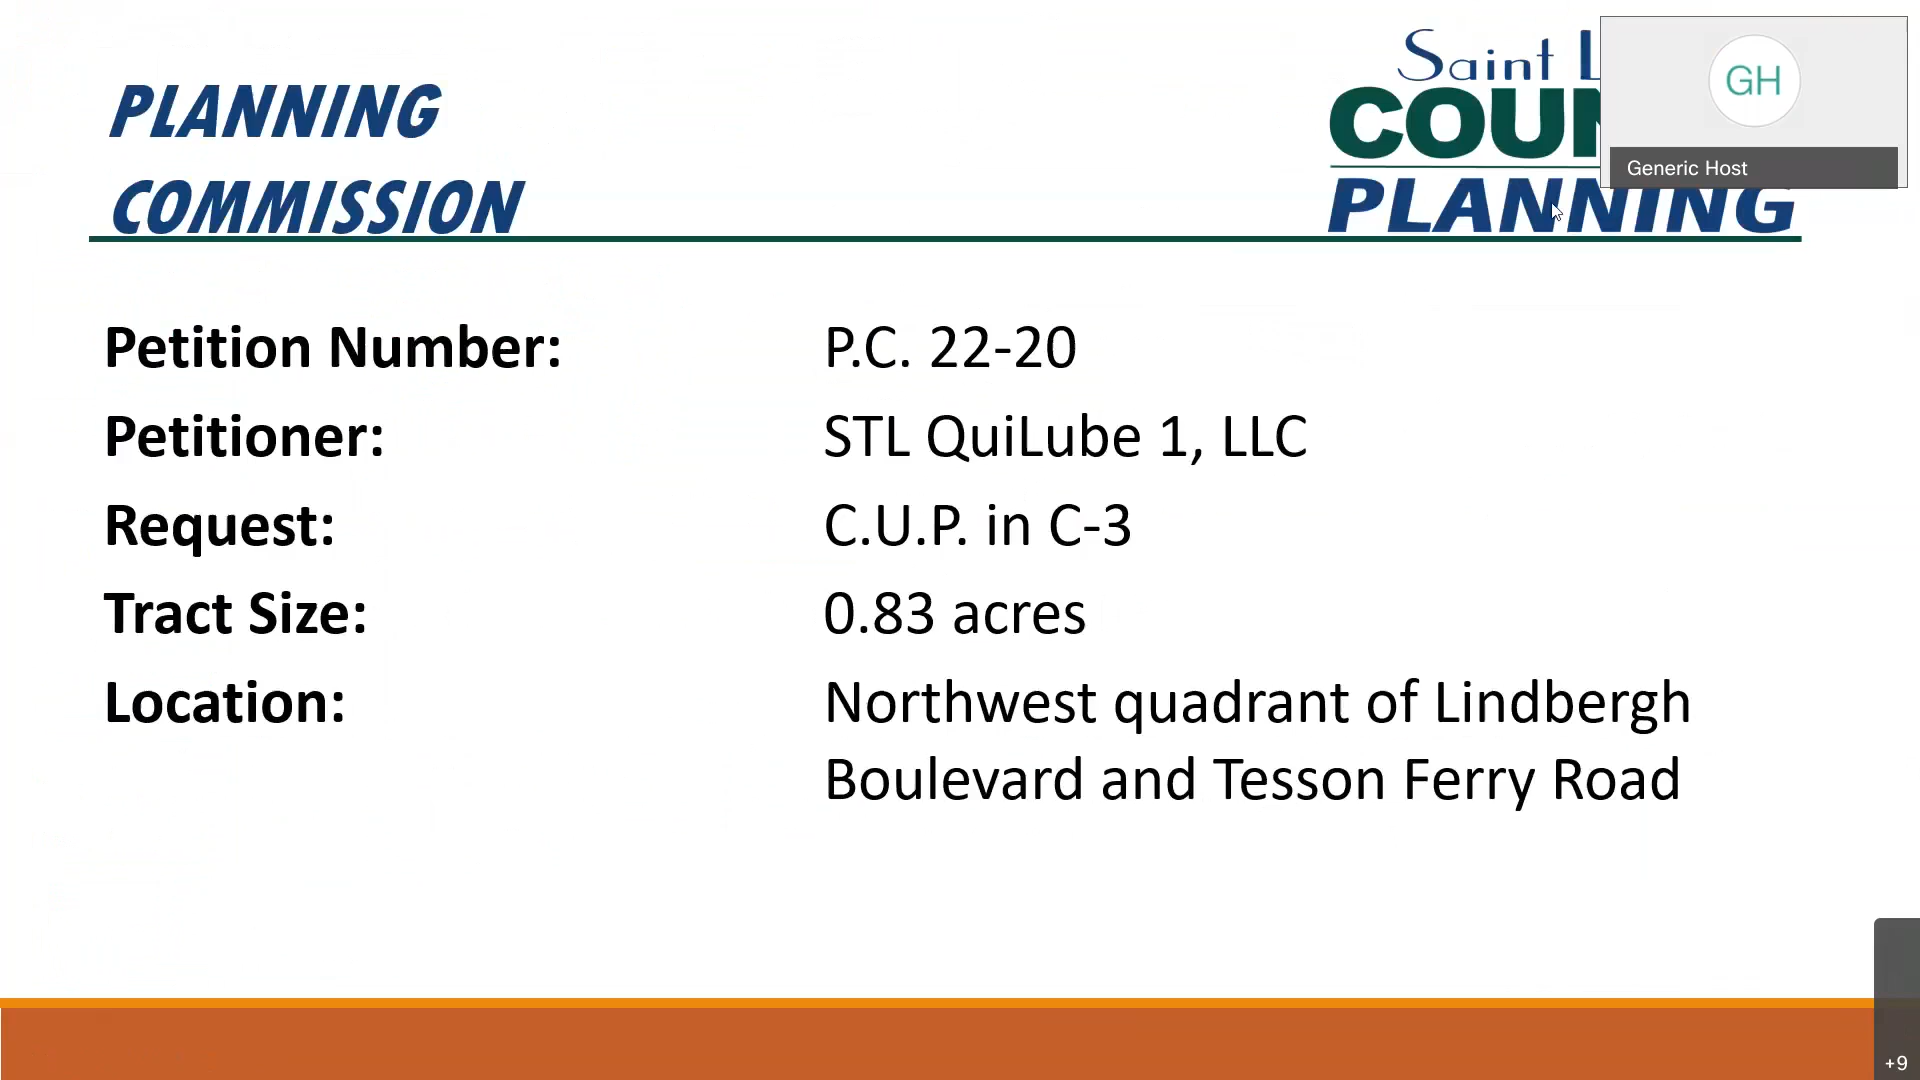 PLANNING
COMMISSION
Saint
PLANNING
GH
Generic Host
Petition Number: P.C. 22-20
Petitioner: STL QuiLube 1, LLC
Request: C.U.P. in C-3
Tract Size: 0.83 acres
Location: Northwest quadrant of Lindbergh
Boulevard and Tesson Ferry Road
+9